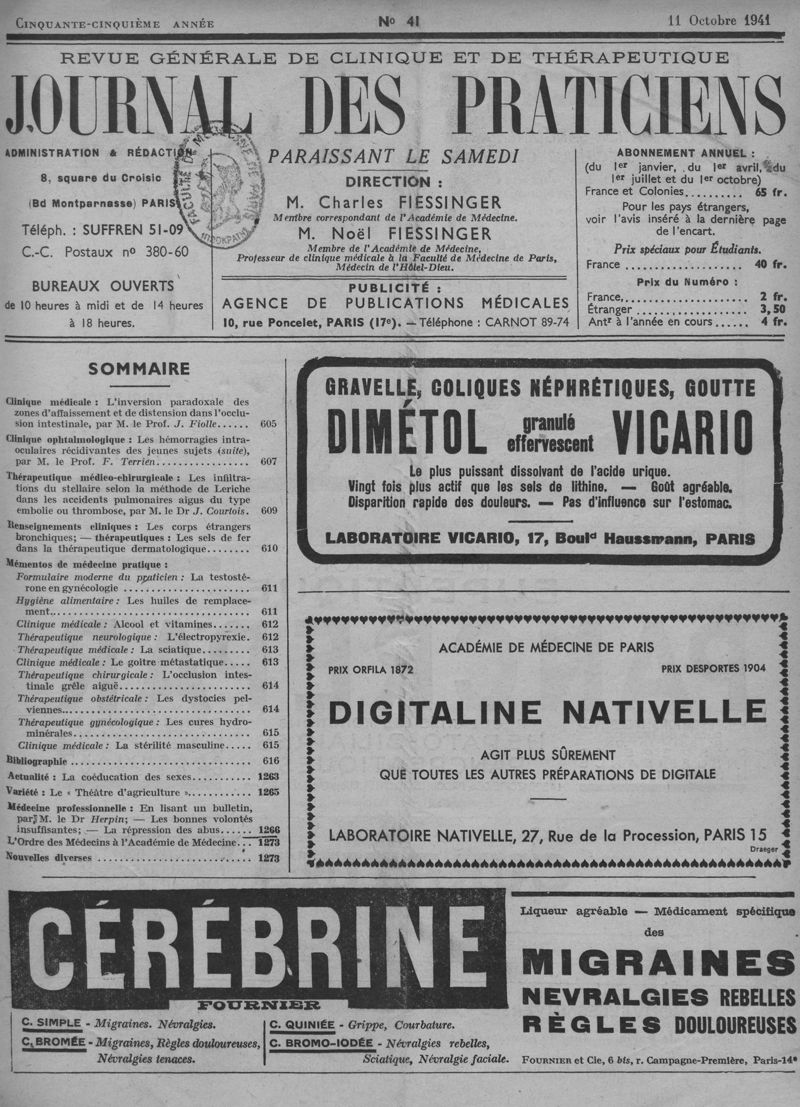 CINQUANTE-CINQUIÈME ANNÉE
No 41
11 Octobre 1941
REVUE GÉNÉRALE DE CLINIQUE ET DE THÉRAPEUTIQUE
JOURNAL DES PRATICIENS
ADMINISTRATION & RÉDACTION
8, square du Croisic
(Bd Montparnasse) PARIS
Téléph. : SUFFREN 51-09
C.-C. Postaux no 380-60
BUREAUX OUVERTS
de 10 heures à midi et de 14 heures
à 18 heures.
PARAISSANT LE SAMEDI
DIRECTION :
M. Charles FIESSINGER
Membre correspondant de l'Académie de Médecine.
M. Noël FIESSINGER
Membre de l'Académie de Médecine,
Professeur de clinique médicale à la Faculté de Médecine de Paris,
Médecin de l'Hôtel-Dieu.
PUBLICITÉ :
AGENCE DE PUBLICATIONS MÉDICALES
10, rue Poncelet, PARIS (17e). — Téléphone : CARNOT 89-74
ABONNEMENT ANNUEL :
(du 1er janvier, du 1er avril, du
1er juillet et du 1er octobre)
France et Colonies.......... 65 fr.
Pour les pays étrangers,
voir l'avis inséré à la dernière page
de l'encart.
Prix spéciaux pour Étudiants.
France .................... 40 fr.
Prix du Numéro :
France..................... 2 fr.
Étranger ................... 3,50
Antr à l'année en cours...... 4 fr.
SOMMAIRE
Clinique médicale : L'inversion paradoxale des
zones d'affaissement et de distension dans l'occlu-
sion intestinale, par M. le Prof. J. Fiolle...... 605
Clinique ophtalmologique : Les hémorragies intra-
oculaires récidivantes des jeunes sujets (suite),
par M. le Prof. F. Terrien................ 607
Thérapeutique médico-chirurgicale : Les infiltra-
tions du stellaire selon la méthode de Leriche
dans les accidents pulmonaires aigus du type
embolie ou thrombose, par M. le Dr J. Courtois. 609
Renseignements cliniques : Les corps étrangers
bronchiques; — thérapeutiques : Les sels de fer
dans la thérapeutique dermatologique........ 610
Mémentos de médecine pratique :
Formulaire moderne du praticien : La testosté-
rone en gynécologie ..................... 611
Hygiène alimentaire : Les huiles de remplace-
ment.................................. 611
Clinique médicale : Alcool et vitamines....... 612
Thérapeutique neurologique : L'électropyrexie. 612
Thérapeutique médicale : La sciatique........ 613
Clinique médicale : Le goitre métastatique..... 613
Thérapeutique chirurgicale : L'occlusion intes-
tinale grêle aiguë....................... 614
Thérapeutique obstétricale : Les dystocies pel-
viennes................................ 614
Thérapeutique gynécologique : Les cures hydro-
minérales.............................. 615
Clinique médicale : La stérilité masculine..... 615
Bibliographie ............................ 616
Actualité : La coéducation des sexes.......... 1263
Variété : Le « Théâtre d'agriculture »........... 1265
Médecine professionnelle : En lisant un bulletin,
par M. le Dr Herpin; — Les bonnes volontés
insuffisantes; — La répression des abus...... 1266
L'Ordre des Médecins à l'Académie de Médecine... 1273
Nouvelles diverses ......................... 1273
GRAVELLE, COLIQUES NÉPHRÉTIQUES, GOUTTE
DIMÉTOL granulé effervescent VICARIO
Le plus puissant dissolvant de l'acide urique.
Vingt fois plus actif que les sels de lithine. — Goût agréable.
Disparition rapide des douleurs. — Pas d'influence sur l'estomac.
LABORATOIRE VICARIO, 17, Bould Haussmann, PARIS
ACADÉMIE DE MÉDECINE DE PARIS
PRIX ORFILA 1872
PRIX DESPORTES 1904
DIGITALINE NATIVELLE
AGIT PLUS SÛREMENT
QUE TOUTES LES AUTRES PRÉPARATIONS DE DIGITALE
LABORATOIRE NATIVELLE, 27, Rue de la Procession, PARIS 15
Draeger
CÉRÉBRINE
FOURNIER
C. SIMPLE - Migraines. Névralgies.
C. BROMÉE - Migraines, Règles douloureuses,
Névralgies tenaces.
C. QUINIÉE - Grippe, Courbature.
C. BROMO-IODÉE - Névralgies rebelles,
Sciatique, Névralgie faciale.
Liqueur agréable — Médicament spécifique
des
MIGRAINES
NEVRALGIES REBELLES
RÈGLES DOULOUREUSES
FOURNIER et Cie, 6 bis, r. Campagne-Première, Paris-14e